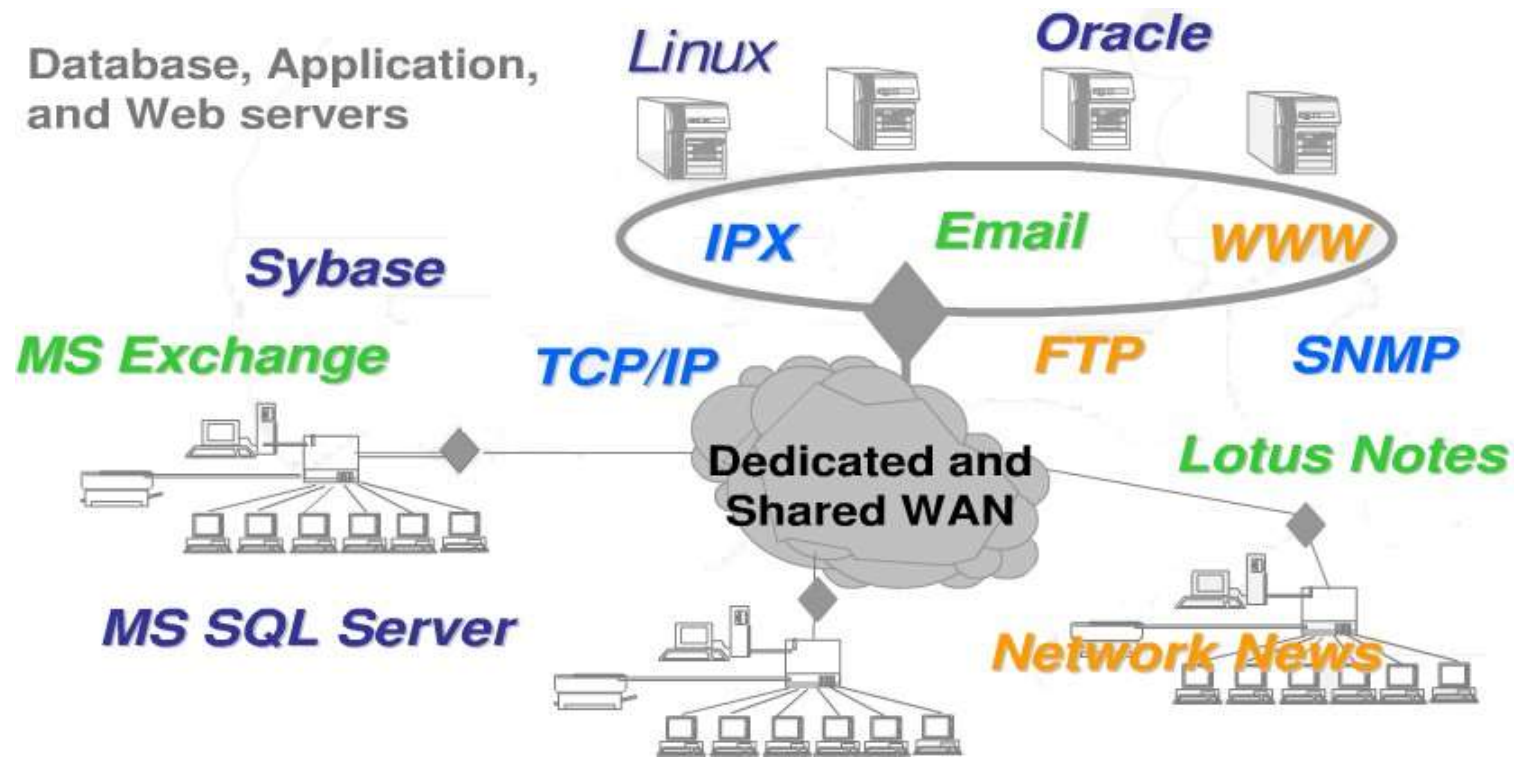 Database, Application,
and Web servers
Linux
Oracle
IPX
Email
WWW
Sybase
MS Exchange
TCP/IP
FTP
SNMP
Dedicated and
Shared WAN
Lotus Notes
MS SQL Server
Network News